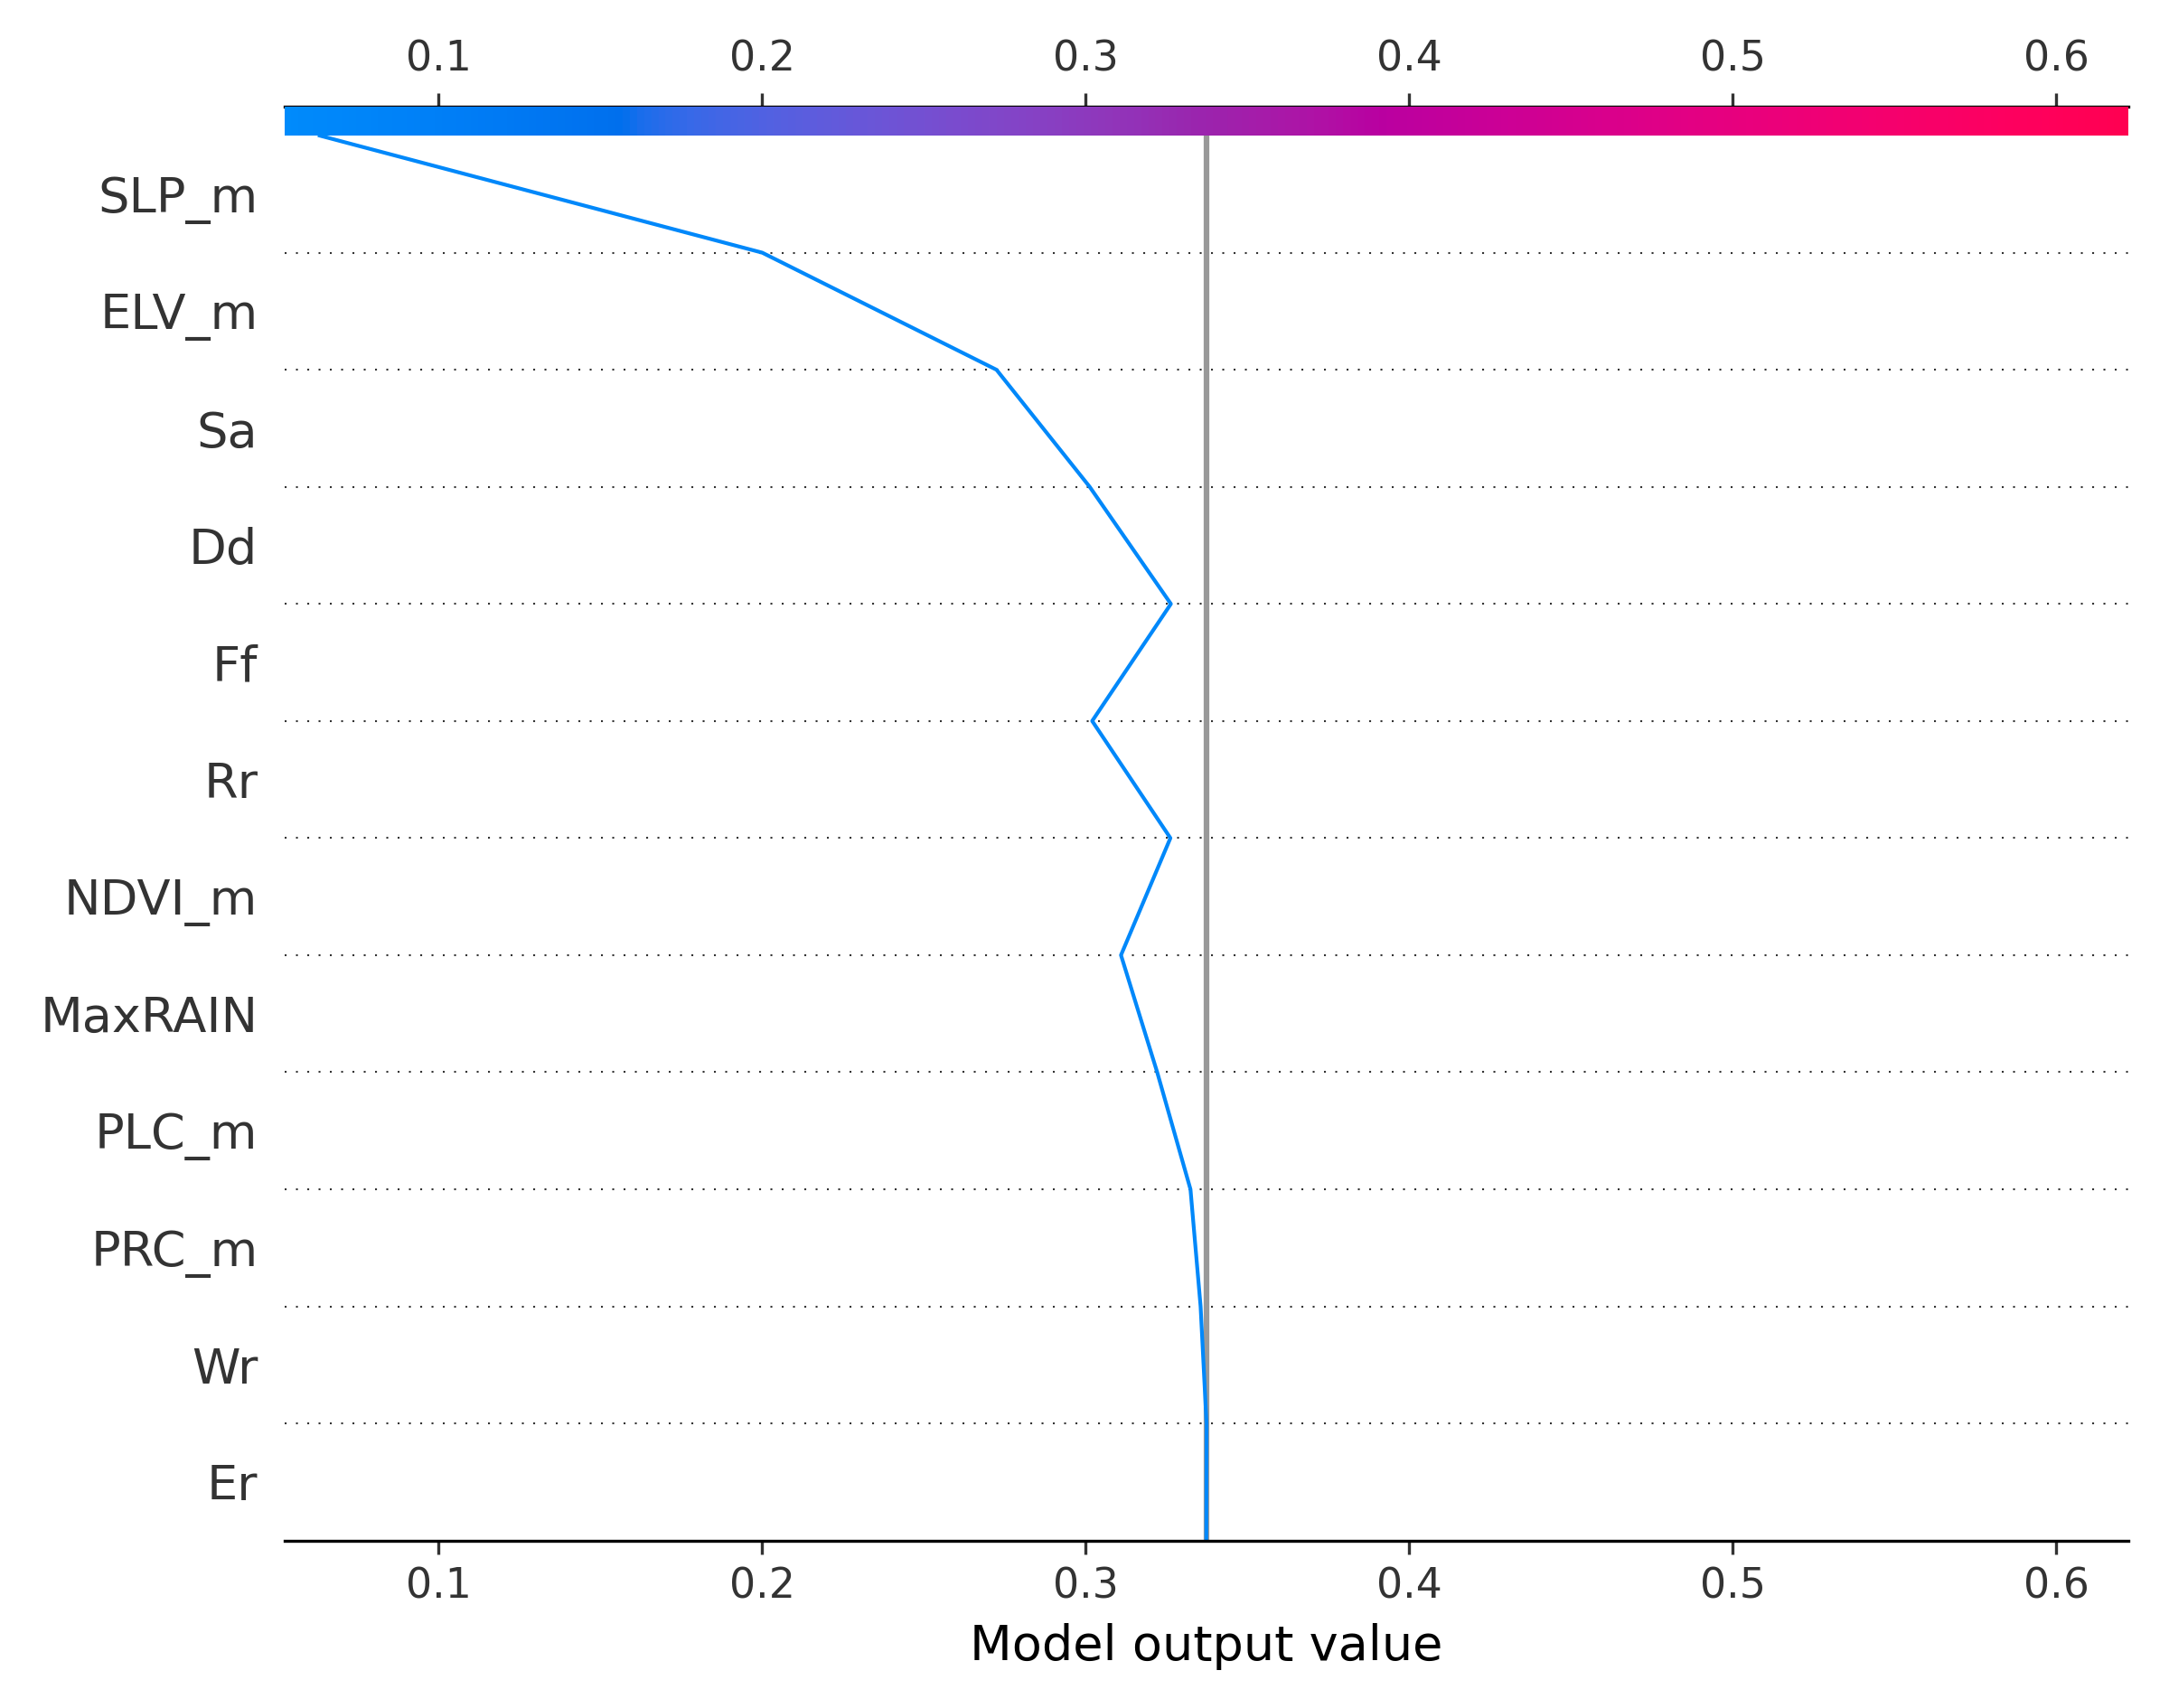 0.1 0.2 0.3 0.4 0.5 0.6
SLP_m
ELV_m
Sa
Dd
Ff
Rr
NDVI_m
MaxRAIN
PLC_m
PRC_m
Wr
Er
0.1 0.2 0.3 0.4 0.5 0.6
Model output value